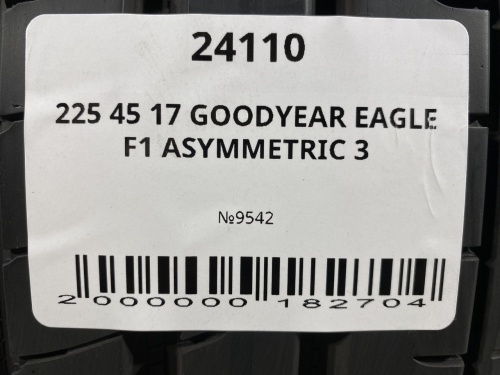 24110
225 45 17 GOODYEAR EAGLE
F1 ASYMMETRIC 3
№9542
2 000000 182704